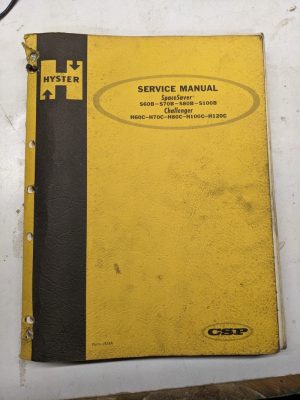 HYSTER
SERVICE MANUAL
SpaceSaver
S60B-S70B-S80B-S100B
Challenger
H60C-H70C-H80C-H100C-H120C
CSP